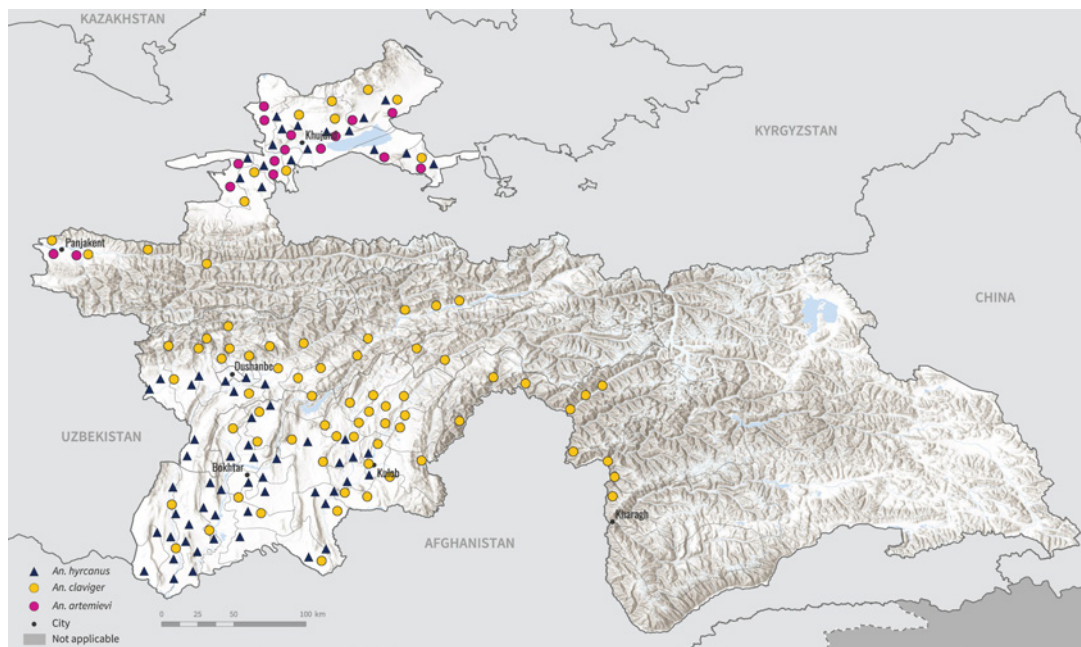 KAZAKHSTAN
KYRGYZSTAN
Khujand
Panjakent
CHINA
Dushanbe
UZBEKISTAN
Bokhtar
Kulob
Kharagh
AFGHANISTAN
An. hyrcanus
An. claviger
An. artemievi
City
Not applicable
0 25 50 100 km